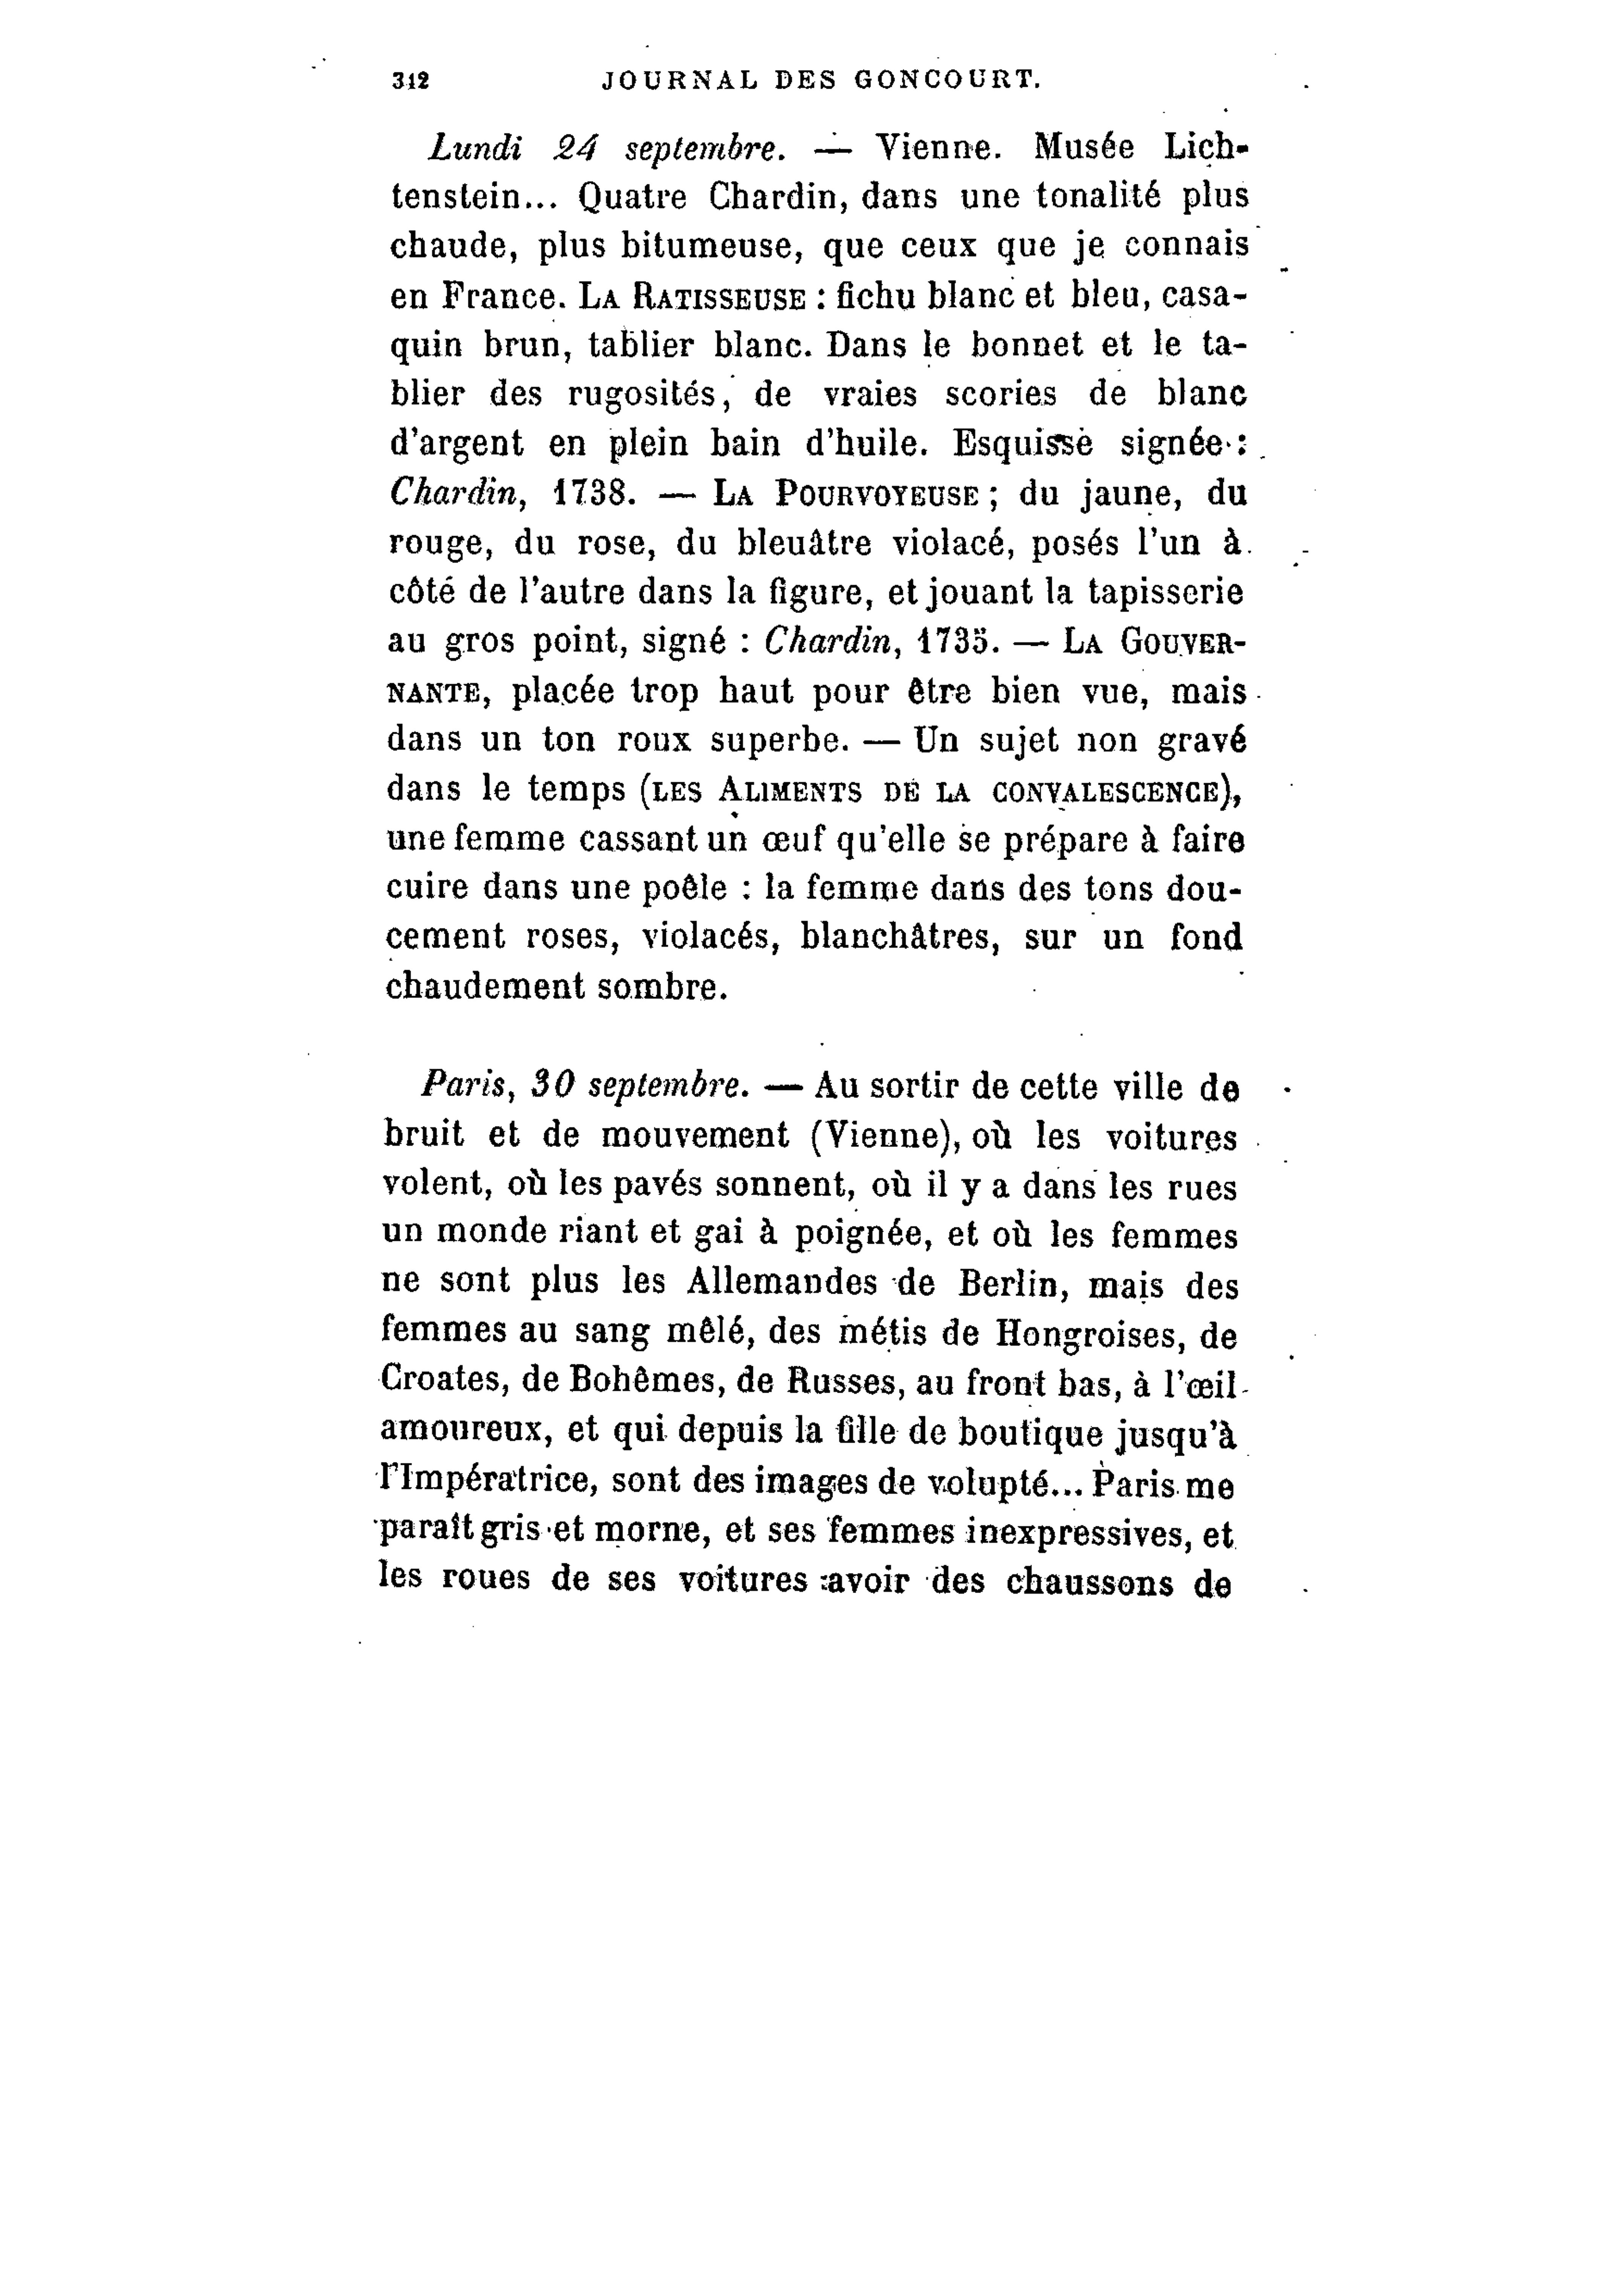 312 JOURNAL DES GONCOURT.
Lundi 24 septembre. — Vienne. Musée Lich-
tenstein... Quatre Chardin, dans une tonalité plus
chaude, plus bitumeuse, que ceux que je connais
en France. LA RATISSEUSE : fichu blanc et bleu, casa-
quin brun, tablier blanc. Dans le bonnet et le ta-
blier des rugosités, de vraies scories de blanc
d'argent en plein bain d'huile. Esquisse signée :
Chardin, 1738. — LA POURVOYEUSE ; du jaune, du
rouge, du rose, du bleuâtre violacé, posés l'un à
côté de l'autre dans la figure, et jouant la tapisserie
au gros point, signé : Chardin, 1735. — LA GOUVER-
NANTE, placée trop haut pour être bien vue, mais
dans un ton roux superbe. — Un sujet non gravé
dans le temps (LES ALIMENTS DE LA CONVALESCENCE),
une femme cassant un œuf qu'elle se prépare à faire
cuire dans une poêle : la femme dans des tons dou-
cement roses, violacés, blanchâtres, sur un fond
chaudement sombre.
Paris, 30 septembre. — Au sortir de cette ville de
bruit et de mouvement (Vienne), où les voitures
volent, où les pavés sonnent, où il y a dans les rues
un monde riant et gai à poignée, et où les femmes
ne sont plus les Allemandes de Berlin, mais des
femmes au sang mêlé, des métis de Hongroises, de
Croates, de Bohêmes, de Russes, au front bas, à l'œil
amoureux, et qui depuis la fille de boutique jusqu'à
l'Impératrice, sont des images de volupté... Paris me
paraît gris et morne, et ses femmes inexpressives, et
les roues de ses voitures avoir des chaussons de